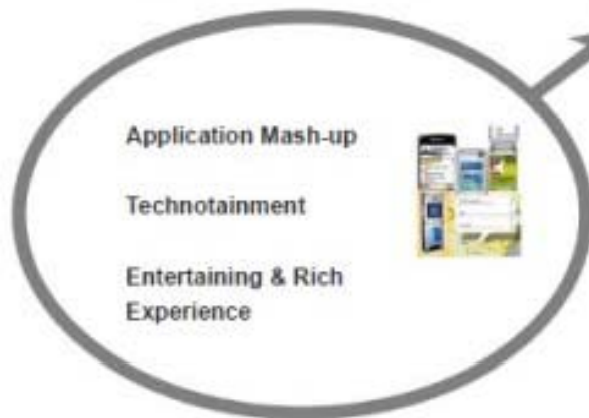 Application Mash-up
Technotainment
Entertaining & Rich
Experience